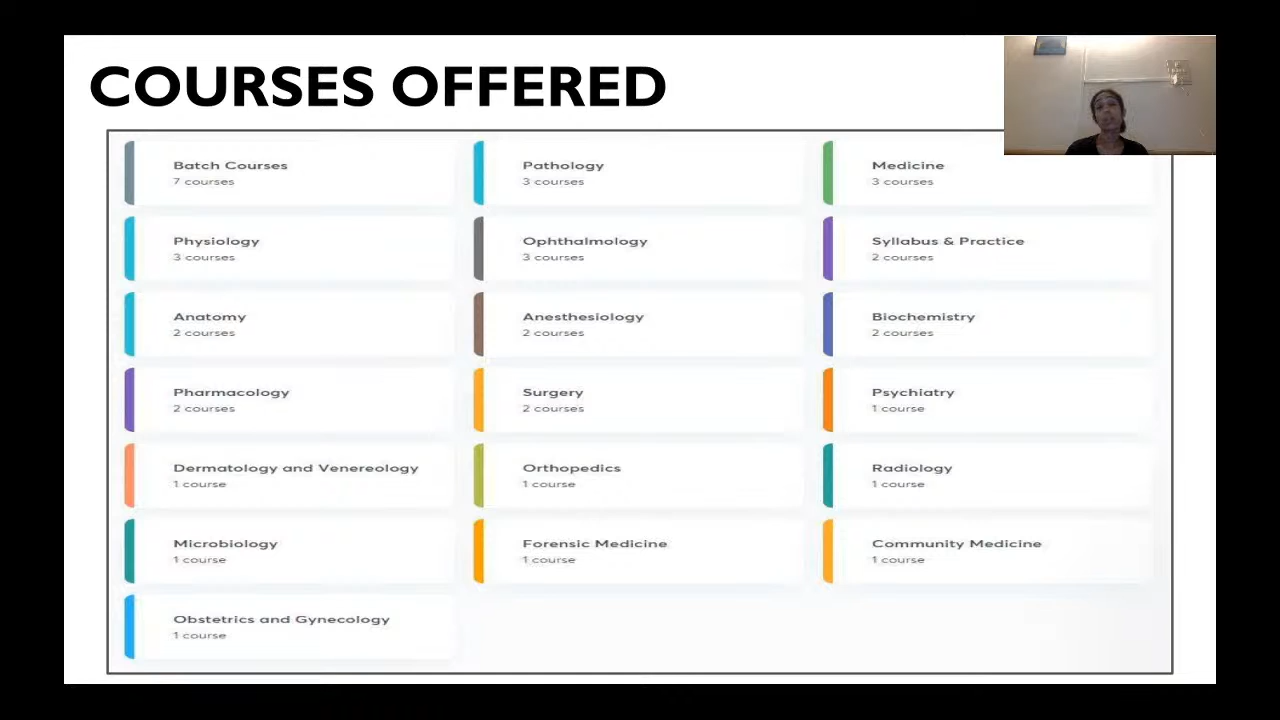 COURSES OFFERED
Batch Courses
7 courses
Pathology
3 courses
Medicine
3 courses
Physiology
3 courses
Ophthalmology
3 courses
Syllabus & Practice
2 courses
Anatomy
2 courses
Anesthesiology
2 courses
Biochemistry
2 courses
Pharmacology
2 courses
Surgery
2 courses
Psychiatry
1 course
Dermatology and Venereology
1 course
Orthopedics
1 course
Radiology
1 course
Microbiology
1 course
Forensic Medicine
1 course
Community Medicine
1 course
Obstetrics and Gynecology
1 course